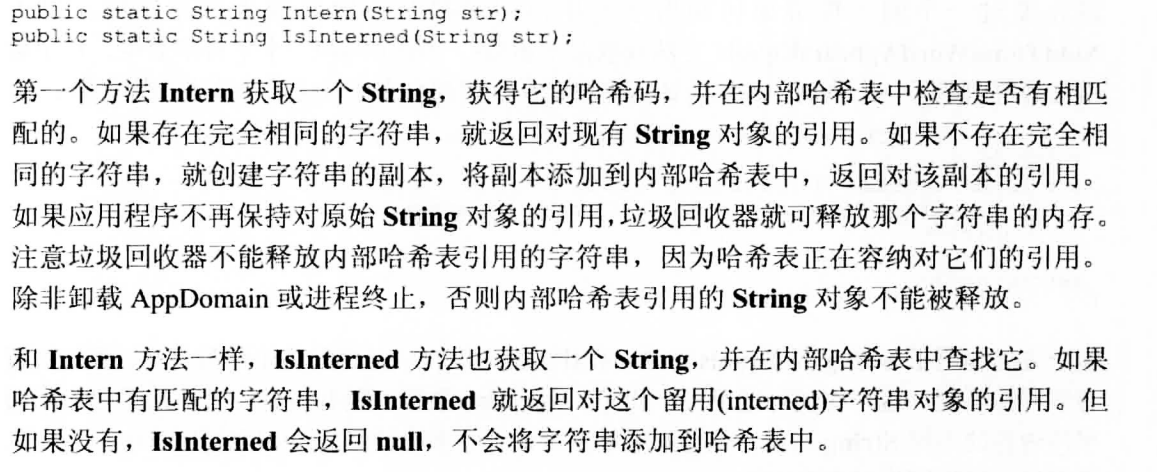 public static String Intern(String str);
public static String IsInterned(String str);
第一个方法 Intern 获取一个 String，获得它的哈希码，并在内部哈希表中检查是否有相匹
配的。如果存在完全相同的字符串，就返回对现有 String 对象的引用。如果不存在完全相
同的字符串，就创建字符串的副本，将副本添加到内部哈希表中，返回对该副本的引用。
如果应用程序不再保持对原始 String 对象的引用，垃圾回收器就可释放那个字符串的内存。
注意垃圾回收器不能释放内部哈希表引用的字符串，因为哈希表正在容纳对它们的引用。
除非卸载 AppDomain 或进程终止，否则内部哈希表引用的 String 对象不能被释放。
和 Intern 方法一样，IsInterned 方法也获取一个 String，并在内部哈希表中查找它。如果
哈希表中有匹配的字符串，IsInterned 就返回对这个留用(interned)字符串对象的引用。但
如果没有，IsInterned 会返回 null，不会将字符串添加到哈希表中。